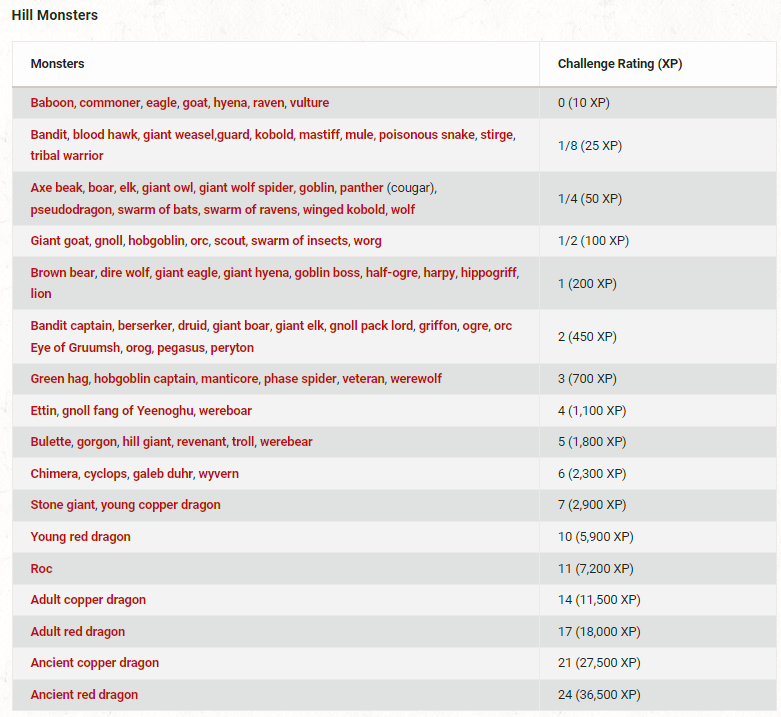 Hill Monsters
Monsters Challenge Rating (XP)
Baboon, commoner, eagle, goat, hyena, raven, vulture 0 (10 XP)
Bandit, blood hawk, giant weasel,guard, kobold, mastiff, mule, poisonous snake, stirge,
tribal warrior 1/8 (25 XP)
Axe beak, boar, elk, giant owl, giant wolf spider, goblin, panther (cougar),
pseudodragon, swarm of bats, swarm of ravens, winged kobold, wolf 1/4 (50 XP)
Giant goat, gnoll, hobgoblin, orc, scout, swarm of insects, worg 1/2 (100 XP)
Brown bear, dire wolf, giant eagle, giant hyena, goblin boss, half-ogre, harpy, hippogriff,
lion 1 (200 XP)
Bandit captain, berserker, druid, giant boar, giant elk, gnoll pack lord, griffon, ogre, orc
Eye of Gruumsh, orog, pegasus, peryton 2 (450 XP)
Green hag, hobgoblin captain, manticore, phase spider, veteran, werewolf 3 (700 XP)
Ettin, gnoll fang of Yeenoghu, wereboar 4 (1,100 XP)
Bulette, gorgon, hill giant, revenant, troll, werebear 5 (1,800 XP)
Chimera, cyclops, galeb duhr, wyvern 6 (2,300 XP)
Stone giant, young copper dragon 7 (2,900 XP)
Young red dragon 10 (5,900 XP)
Roc 11 (7,200 XP)
Adult copper dragon 14 (11,500 XP)
Adult red dragon 17 (18,000 XP)
Ancient copper dragon 21 (27,500 XP)
Ancient red dragon 24 (36,500 XP)